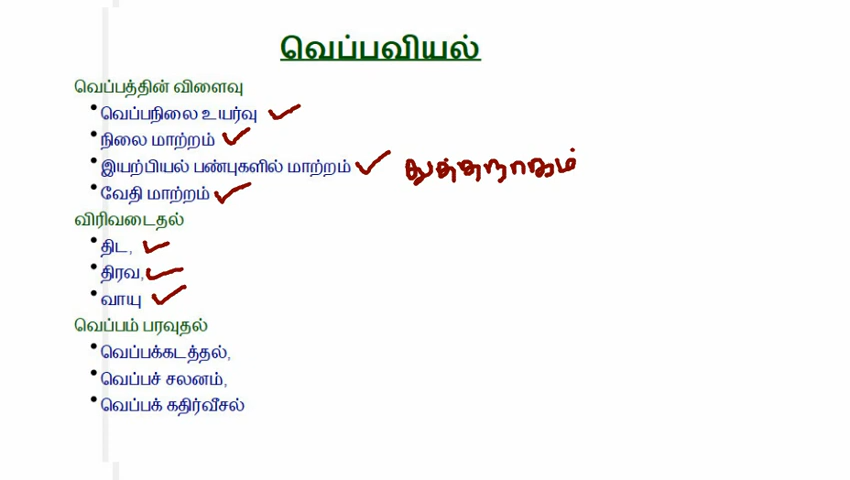 வெப்பவியல்
வெப்பத்தின் விளைவு
• வெப்பநிலை உயர்வு
• நிலை மாற்றம்
• இயற்பியல் பண்புகளில் மாற்றம் துத்தநாகம்
• வேதி மாற்றம்
விரிவடைதல்
• திட,
• திரவ,
• வாயு
வெப்பம் பரவுதல்
• வெப்பக்கடத்தல்,
• வெப்பச் சலனம்,
• வெப்பக் கதிர்வீசல்